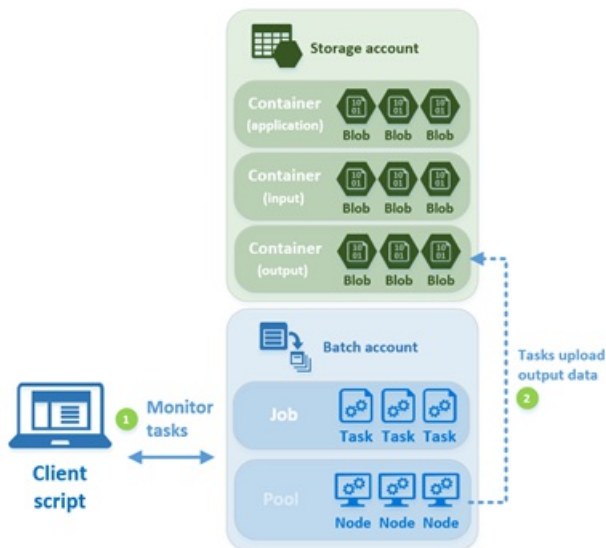 Storage account
Container
(application)
Blob Blob Blob
Container
(input)
Blob Blob Blob
Container
(output)
Blob Blob Blob
Batch account
Job
Task Task Task
Pool
Node Node Node
Client
script
1 Monitor
tasks
Tasks upload
output data
2